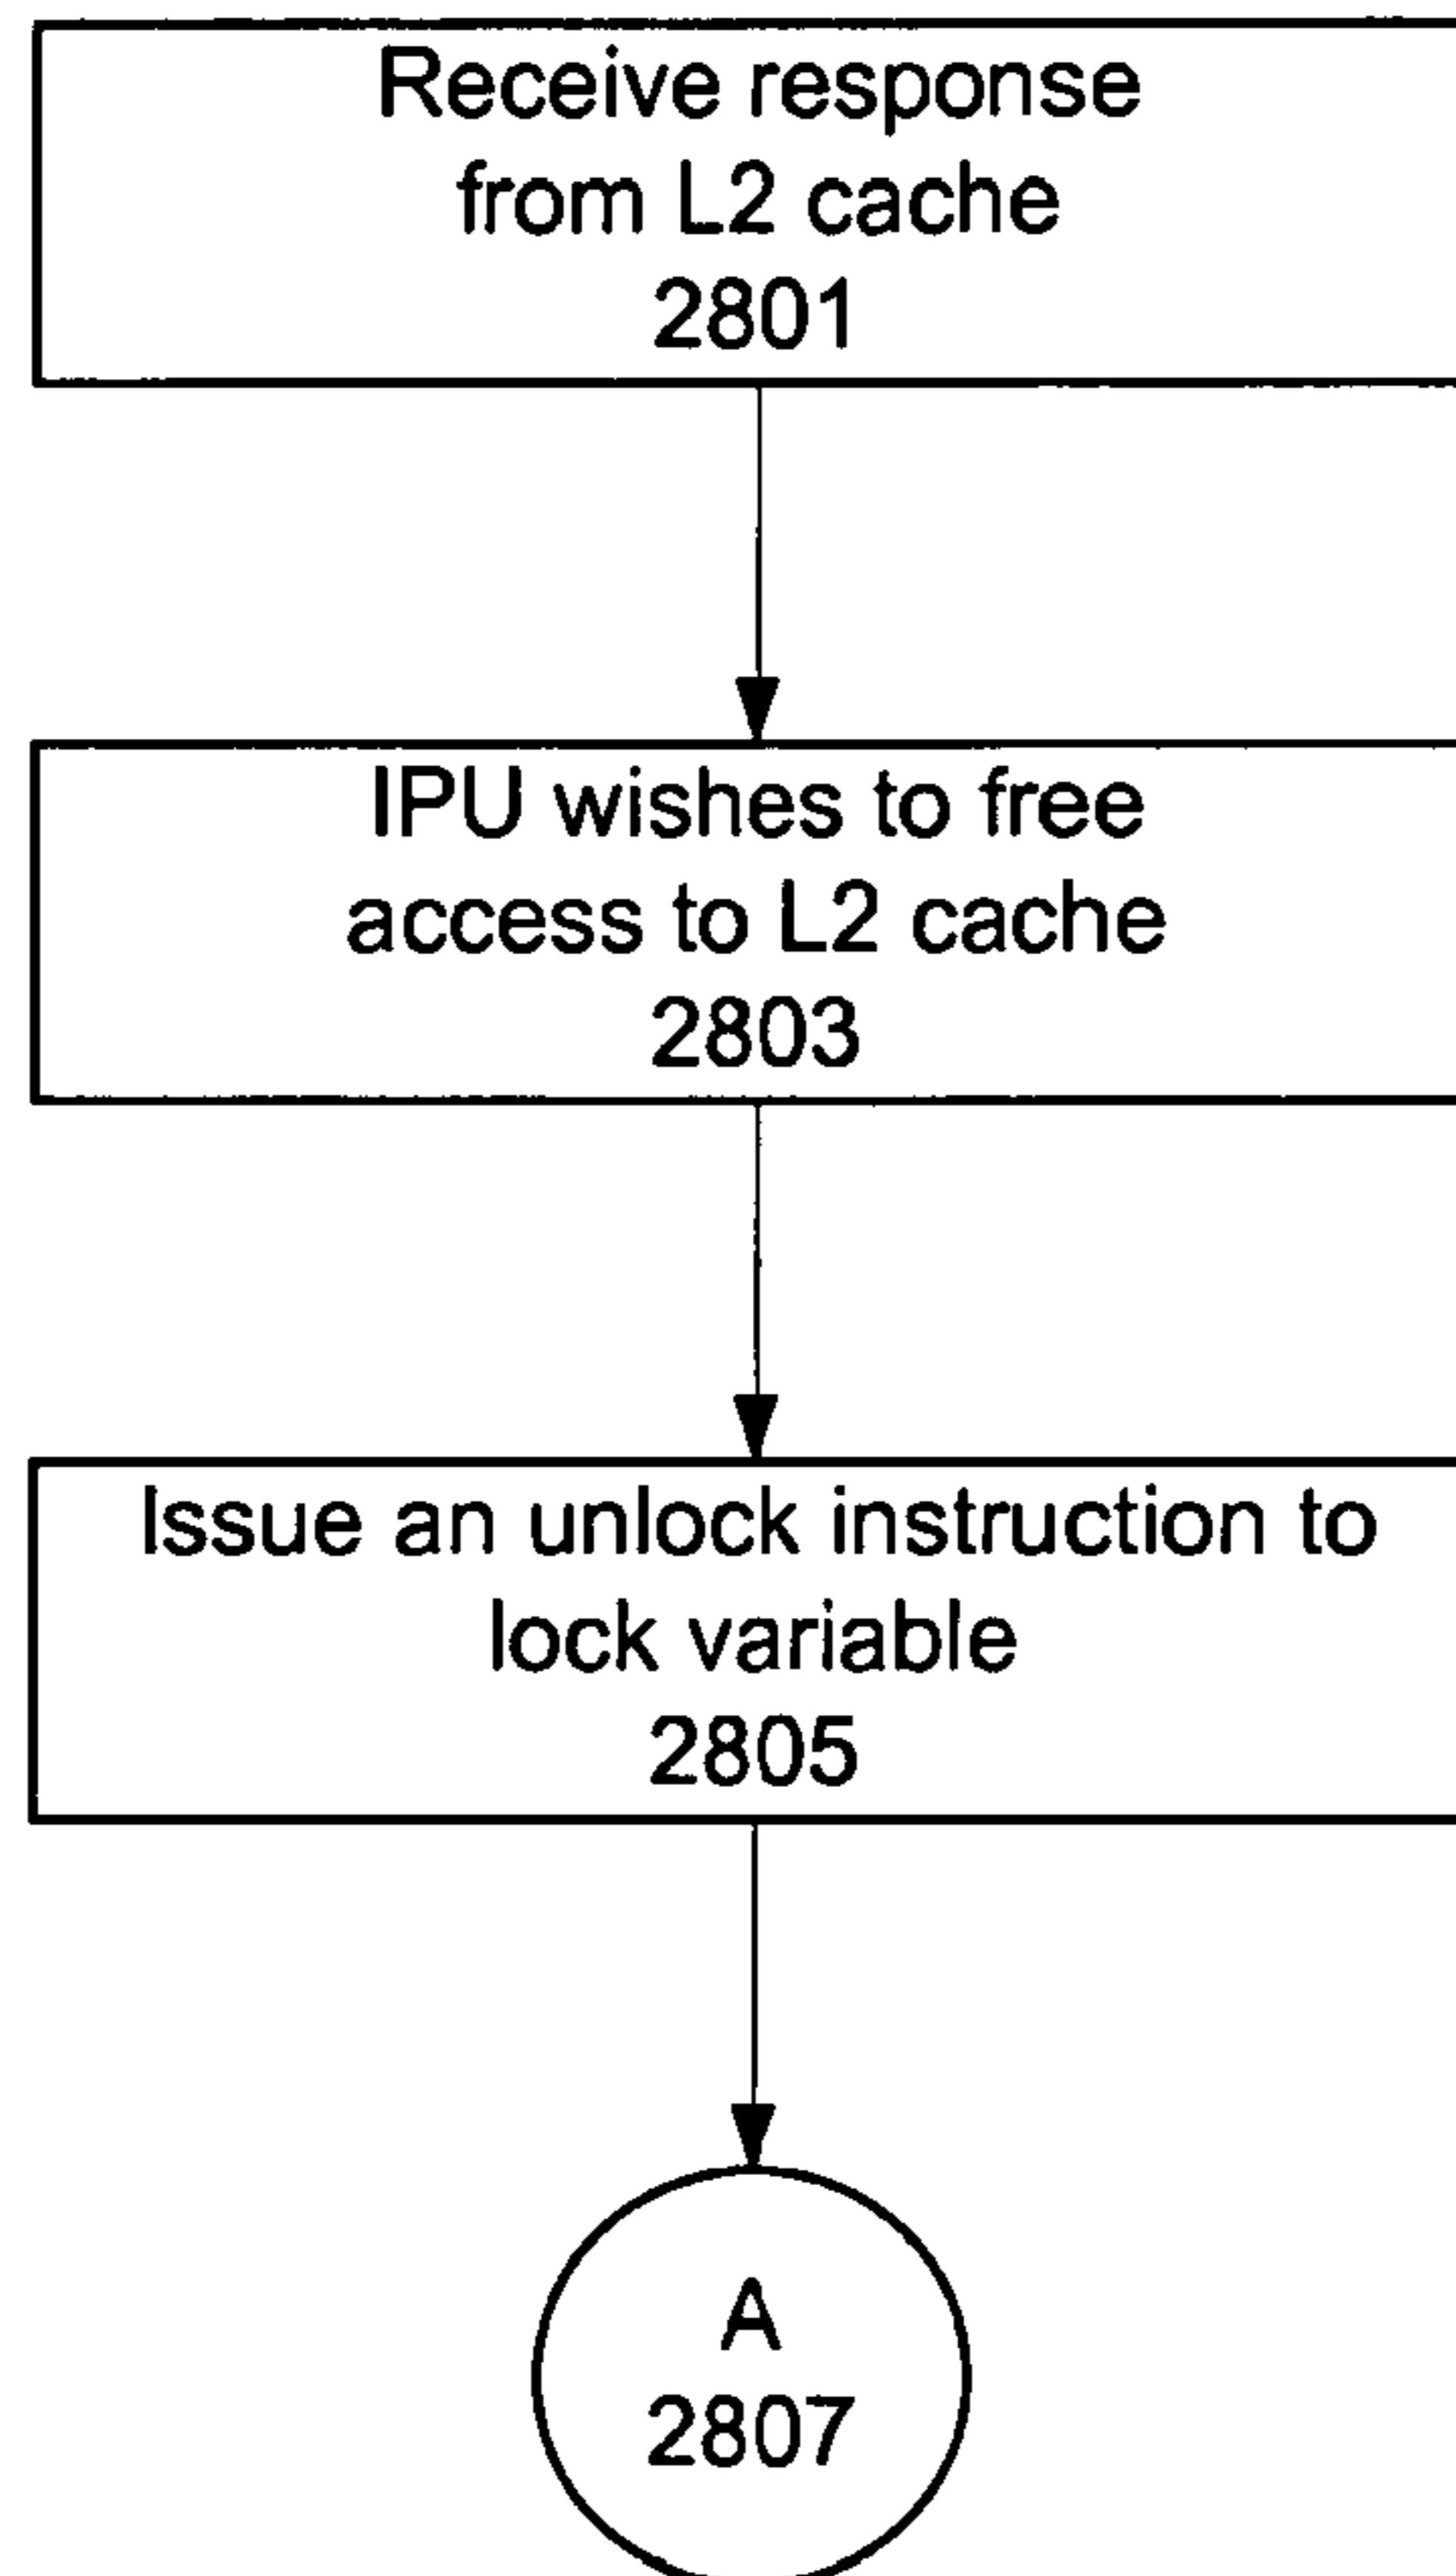 Receive response
from L2 cache
2801
IPU wishes to free
access to L2 cache
2803
Issue an unlock instruction to
lock variable
2805
A
2807